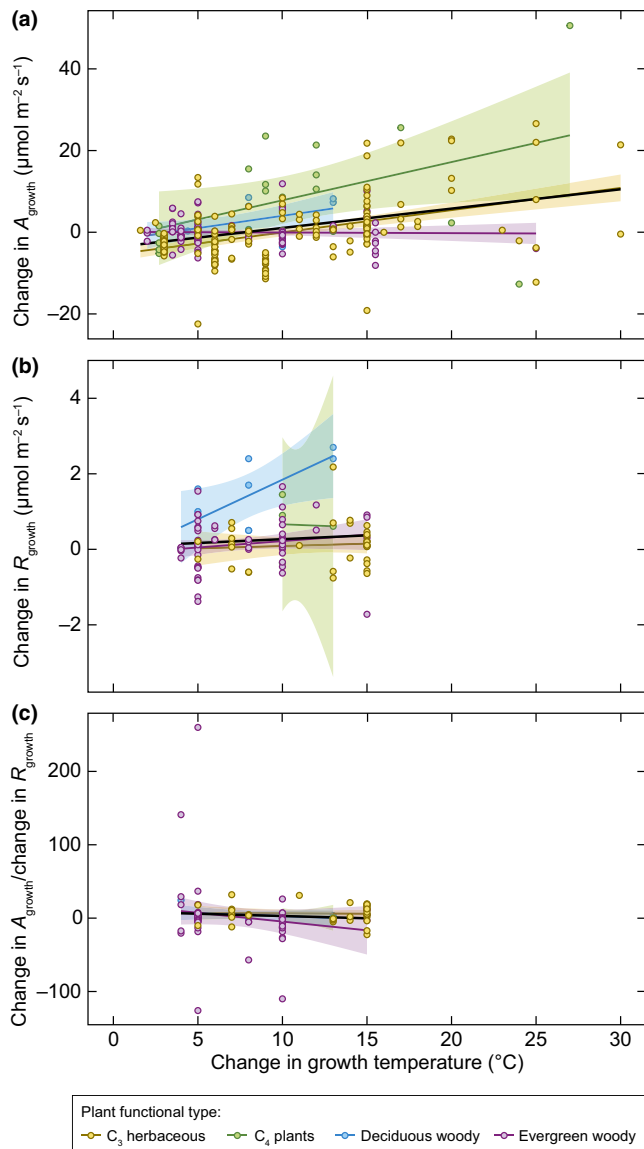 (a)
Change in A_growth (µmol m⁻² s⁻¹)
40
20
0
−20
(b)
Change in R_growth (µmol m⁻² s⁻¹)
4
2
0
−2
(c)
Change in A_growth/change in R_growth
200
100
0
−100
0 5 10 15 20 25 30
Change in growth temperature (°C)
Plant functional type:
C₃ herbaceous C₄ plants Deciduous woody Evergreen woody